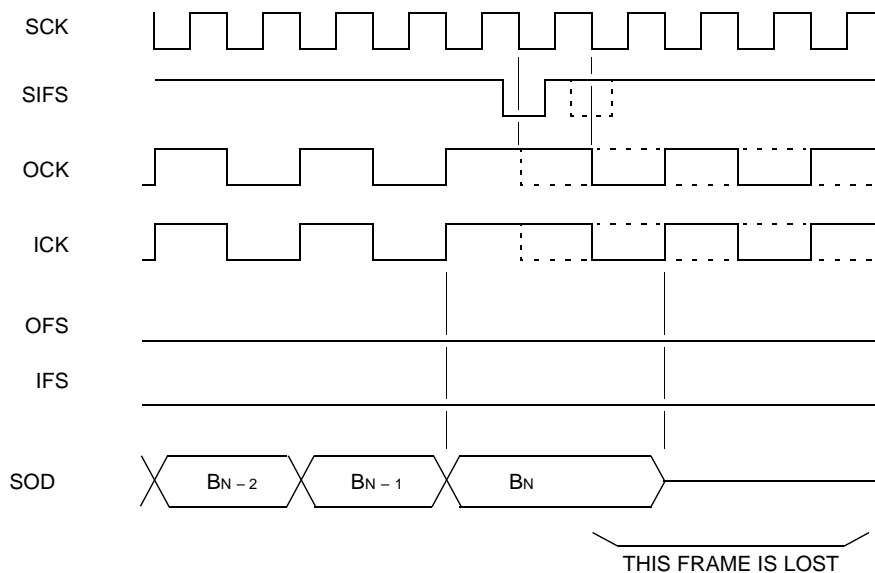 SCK
SIFS
OCK
ICK
OFS
IFS
SOD BN – 2 BN – 1 BN
THIS FRAME IS LOST